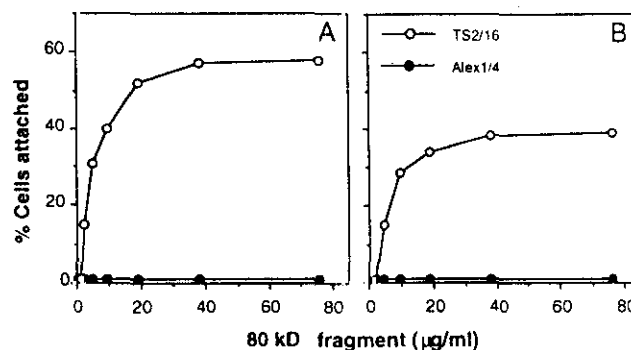 A
B
TS2/16
Alex1/4
% Cells attached
60
40
20
0
0 20 40 60 80
0 20 40 60 80
80 kD fragment (µg/ml)